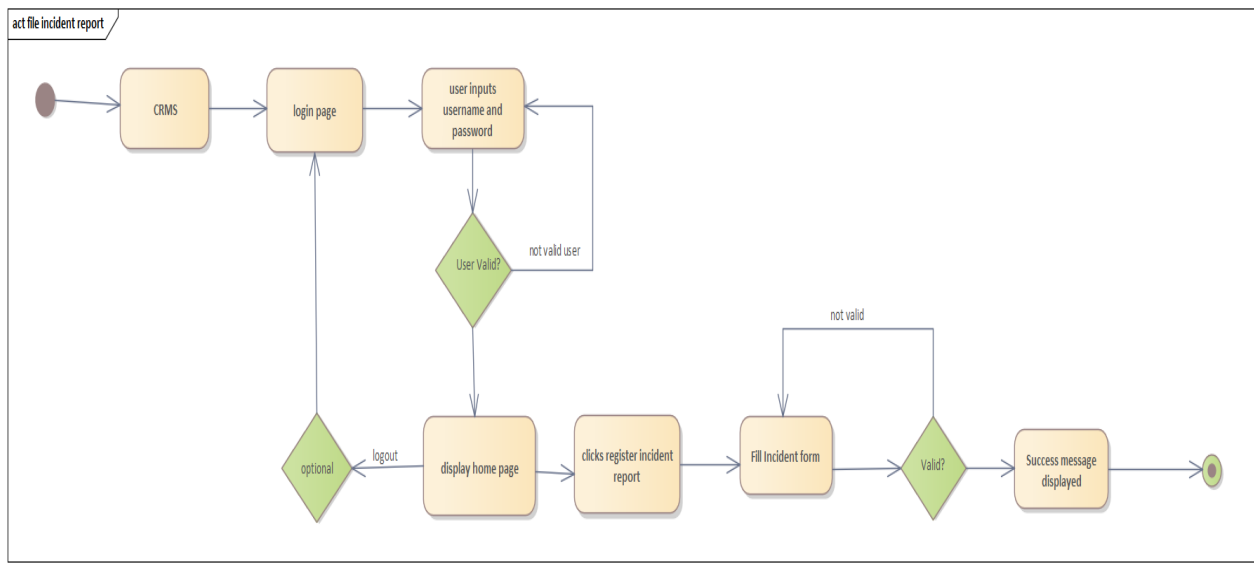 act file incident report
CRMS
login page
user inputs
username and
password
User Valid?
not valid user
not valid
optional
logout
display home page
clicks register incident
report
Fill Incident form
Valid?
Success message
displayed